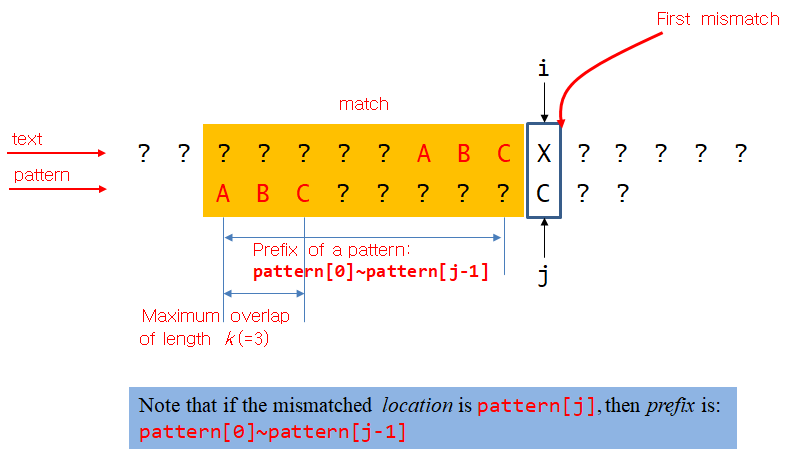 First mismatch
i
match
text
? ? ? ? ? ? ? A B C X ? ? ? ? ?
pattern
A B C ? ? ? ? ? C ? ?
Prefix of a pattern:
pattern[0]~pattern[j-1]
j
Maximum overlap
of length k(=3)
Note that if the mismatched location is pattern[j], then prefix is:
pattern[0]~pattern[j-1]